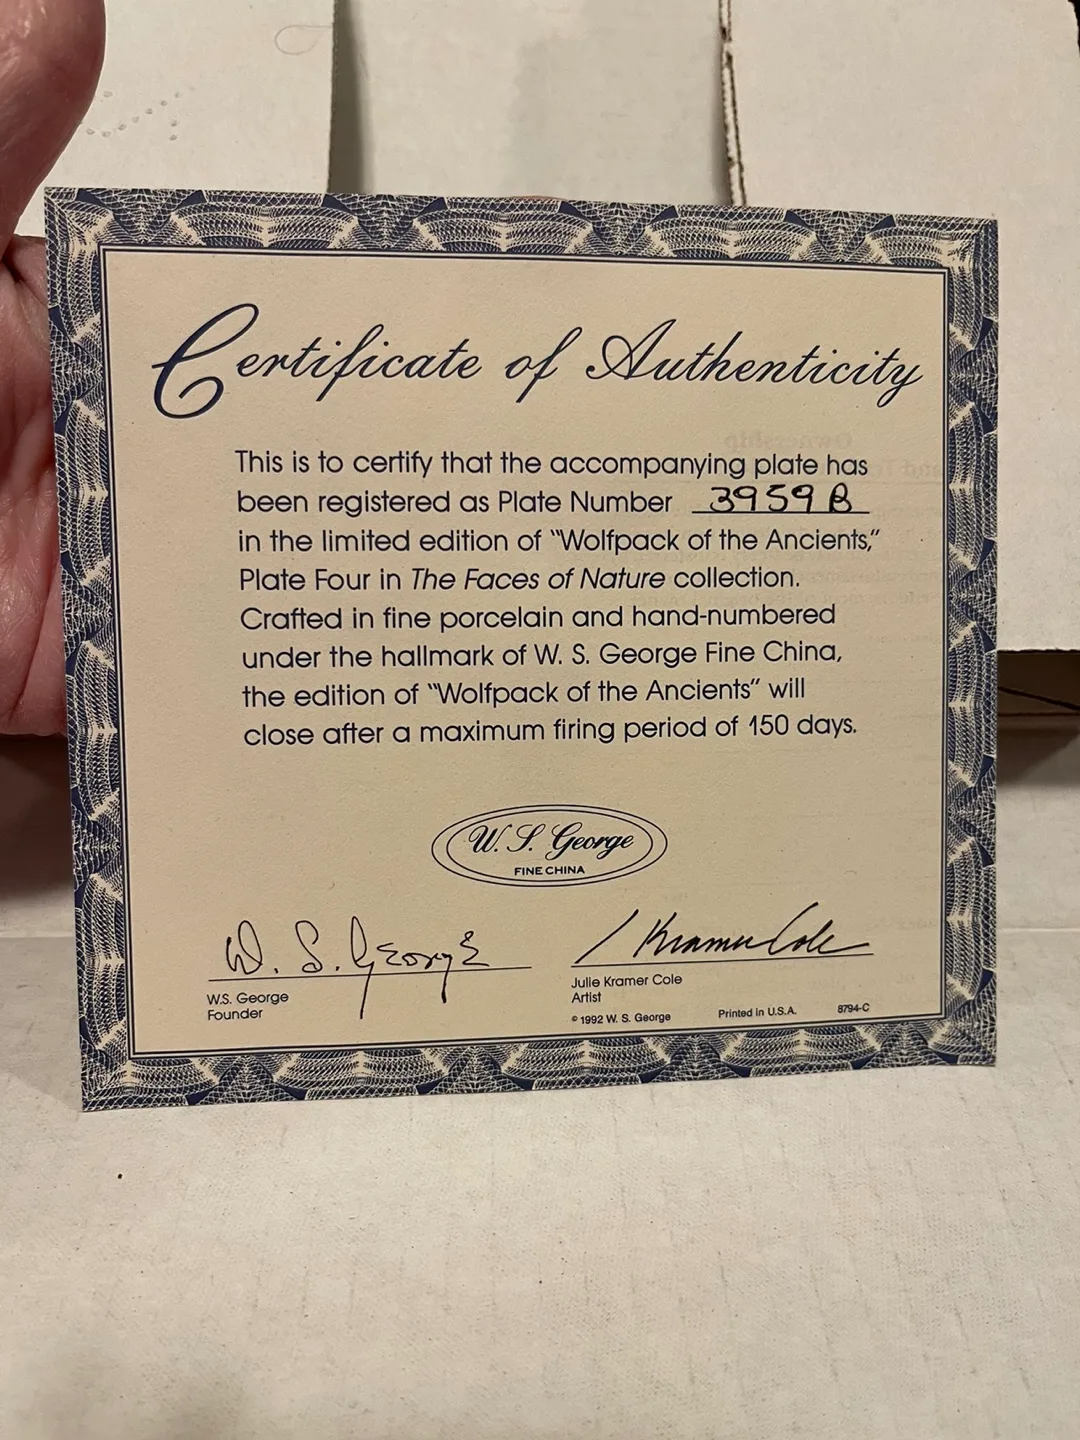 Certificate of Authenticity
This is to certify that the accompanying plate has
been registered as Plate Number 3959B
in the limited edition of "Wolfpack of the Ancients,"
Plate Four in The Faces of Nature collection.
Crafted in fine porcelain and hand-numbered
under the hallmark of W. S. George Fine China,
the edition of "Wolfpack of the Ancients" will
close after a maximum firing period of 150 days.
W. S. George
FINE CHINA
W. S. George
Kramer Cole
W.S. George
Founder
Julie Kramer Cole
Artist
© 1992 W. S. George
Printed in U.S.A.
8794-C